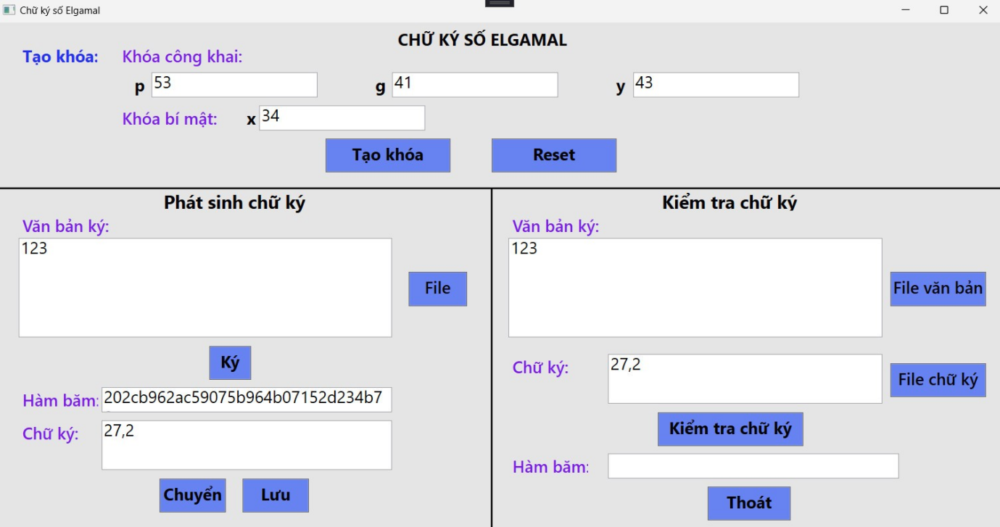 Chữ ký số Elgamal
CHỮ KÝ SỐ ELGAMAL
Tạo khóa: Khóa công khai:
p 53 g 41 y 43
Khóa bí mật: x 34
Tạo khóa Reset
Phát sinh chữ ký
Văn bản ký:
123
File
Ký
Hàm băm: 202cb962ac59075b964b07152d234b7
Chữ ký: 27,2
Chuyển Lưu
Kiểm tra chữ ký
Văn bản ký:
123
File văn bản
Chữ ký: 27,2
File chữ ký
Kiểm tra chữ ký
Hàm băm:
Thoát